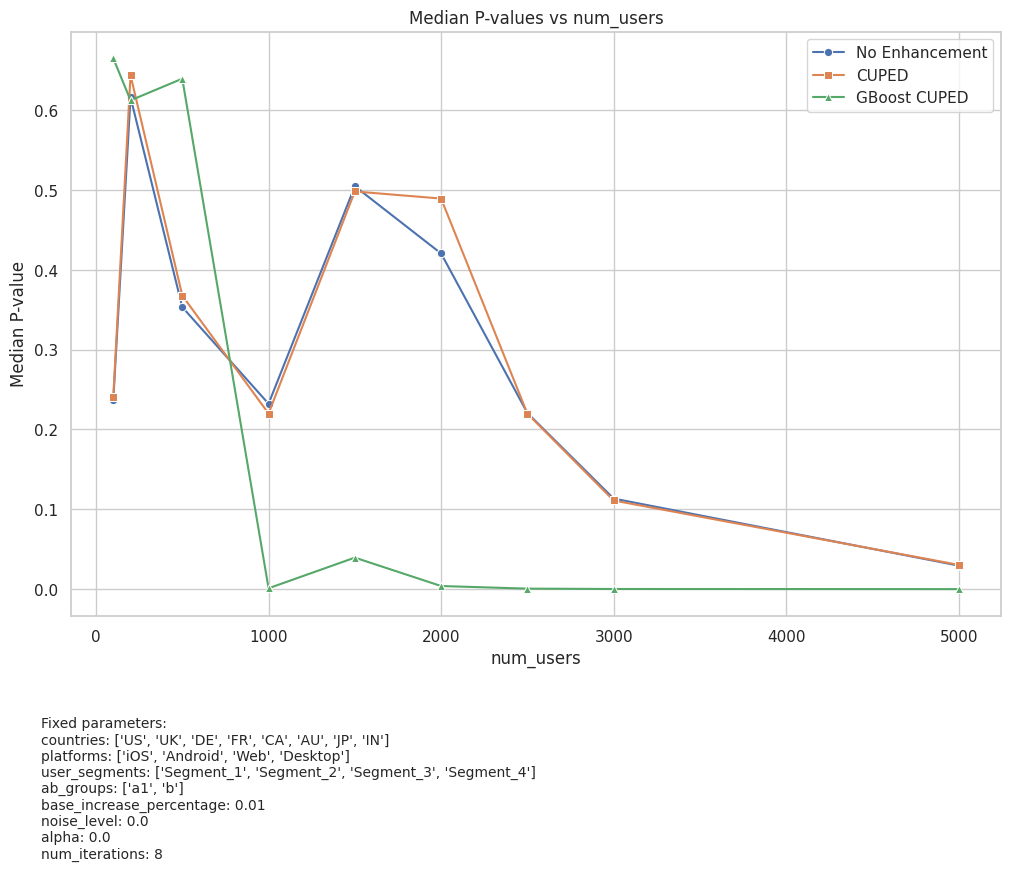 Median P-values vs num_users
No Enhancement
CUPED
GBoost CUPED
Median P-value
0.6
0.5
0.4
0.3
0.2
0.1
0.0
0
1000
2000
3000
4000
5000
num_users
Fixed parameters:
countries: ['US', 'UK', 'DE', 'FR', 'CA', 'AU', 'JP', 'IN']
platforms: ['iOS', 'Android', 'Web', 'Desktop']
user_segments: ['Segment_1', 'Segment_2', 'Segment_3', 'Segment_4']
ab_groups: ['a1', 'b']
base_increase_percentage: 0.01
noise_level: 0.0
alpha: 0.0
num_iterations: 8